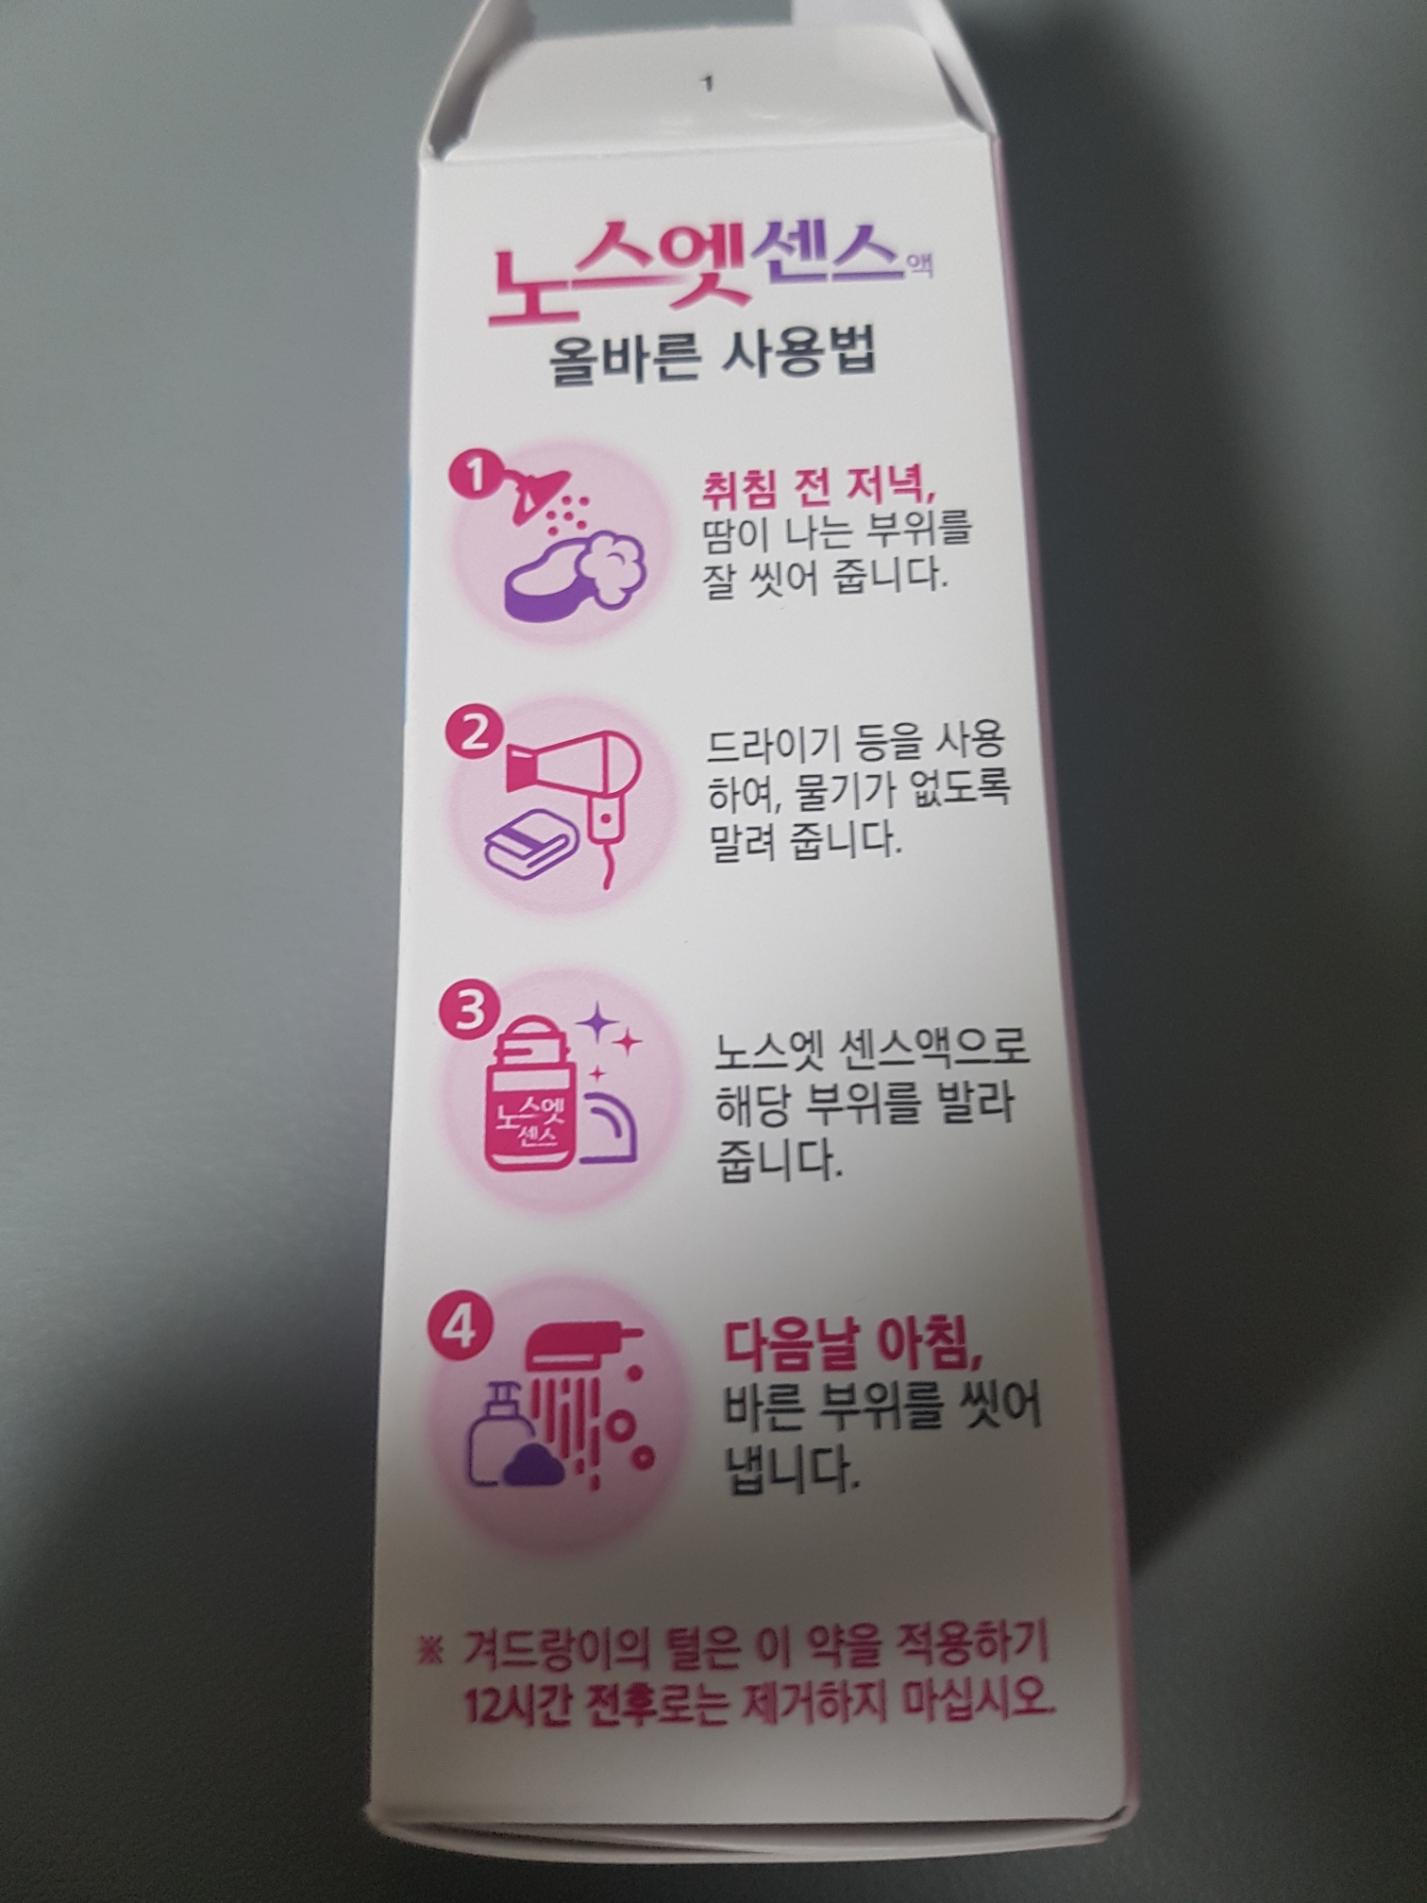 1
노스엣센스액
올바른 사용법
1
취침 전 저녁,
땀이 나는 부위를
잘 씻어 줍니다.
2
드라이기 등을 사용
하여, 물기가 없도록
말려 줍니다.
3
노스엣
센스
노스엣 센스액으로
해당 부위를 발라
줍니다.
4
다음날 아침,
바른 부위를 씻어
냅니다.
※ 겨드랑이의 털은 이 약을 적용하기
12시간 전후로는 제거하지 마십시오.